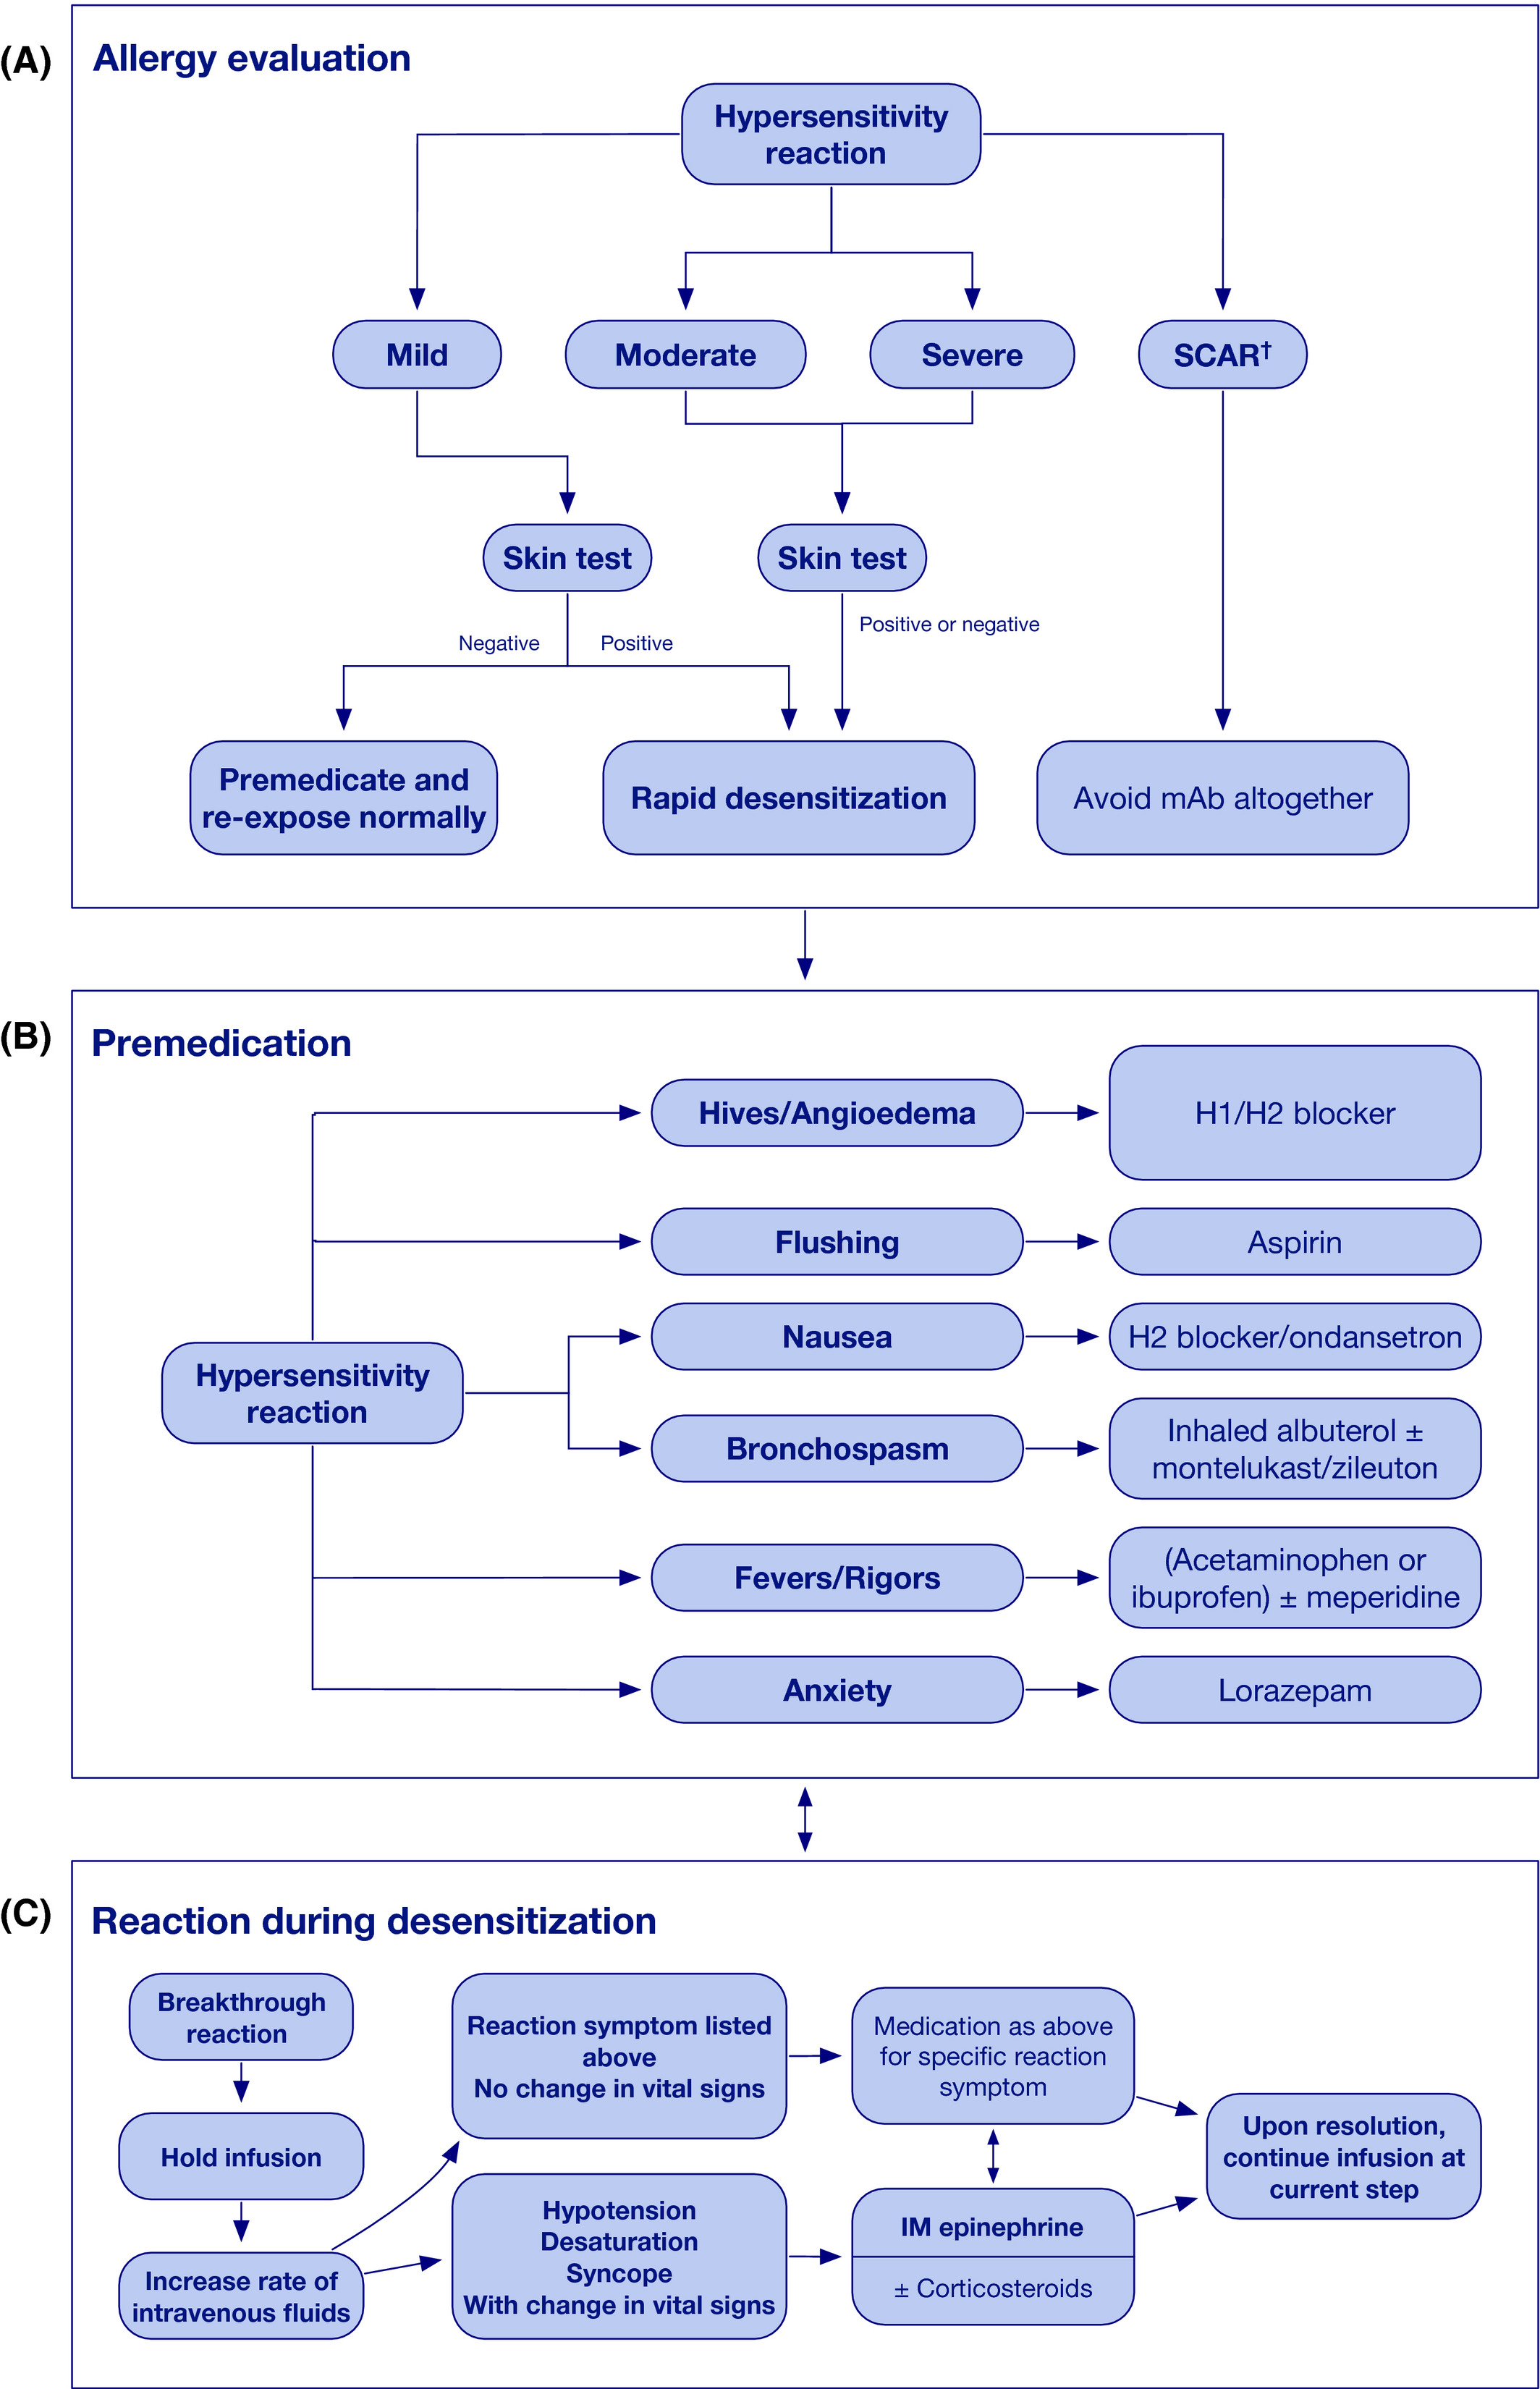 (A)
Allergy evaluation
Hypersensitivity
reaction
Mild
Moderate
Severe
SCAR†
Skin test
Skin test
Negative
Positive
Positive or negative
Premedicate and
re-expose normally
Rapid desensitization
Avoid mAb altogether
(B)
Premedication
Hypersensitivity
reaction
Hives/Angioedema
H1/H2 blocker
Flushing
Aspirin
Nausea
H2 blocker/ondansetron
Bronchospasm
Inhaled albuterol ±
montelukast/zileuton
Fevers/Rigors
(Acetaminophen or
ibuprofen) ± meperidine
Anxiety
Lorazepam
(C)
Reaction during desensitization
Breakthrough
reaction
Hold infusion
Increase rate of
intravenous fluids
Reaction symptom listed
above
No change in vital signs
Hypotension
Desaturation
Syncope
With change in vital signs
Medication as above
for specific reaction
symptom
IM epinephrine
± Corticosteroids
Upon resolution,
continue infusion at
current step